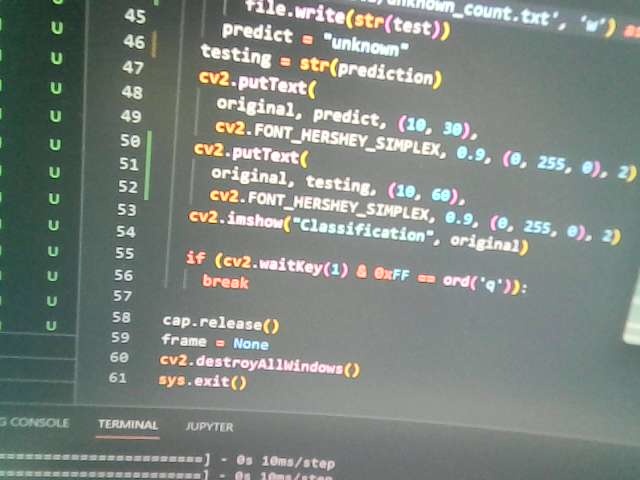 unknown_count.txt', 'w') as
45 file.write(str(test))
46 predict = "unknown"
47 testing = str(prediction)
48 cv2.putText(
49 original, predict, (10, 30),
50 cv2.FONT_HERSHEY_SIMPLEX, 0.9, (0, 255, 0), 2)
51 cv2.putText(
52 original, testing, (10, 60),
53 cv2.FONT_HERSHEY_SIMPLEX, 0.9, (0, 255, 0), 2)
54 cv2.imshow("Classification", original)
55 if (cv2.waitKey(1) & 0xFF == ord('q')):
56 break
57
58 cap.release()
59 frame = None
60 cv2.destroyAllWindows()
61 sys.exit()
U
U
U
U
U
U
U
U
U
U
U
G CONSOLE TERMINAL JUPYTER
=======================] - 0s 10ms/step
=======================] - 0s 10ms/step